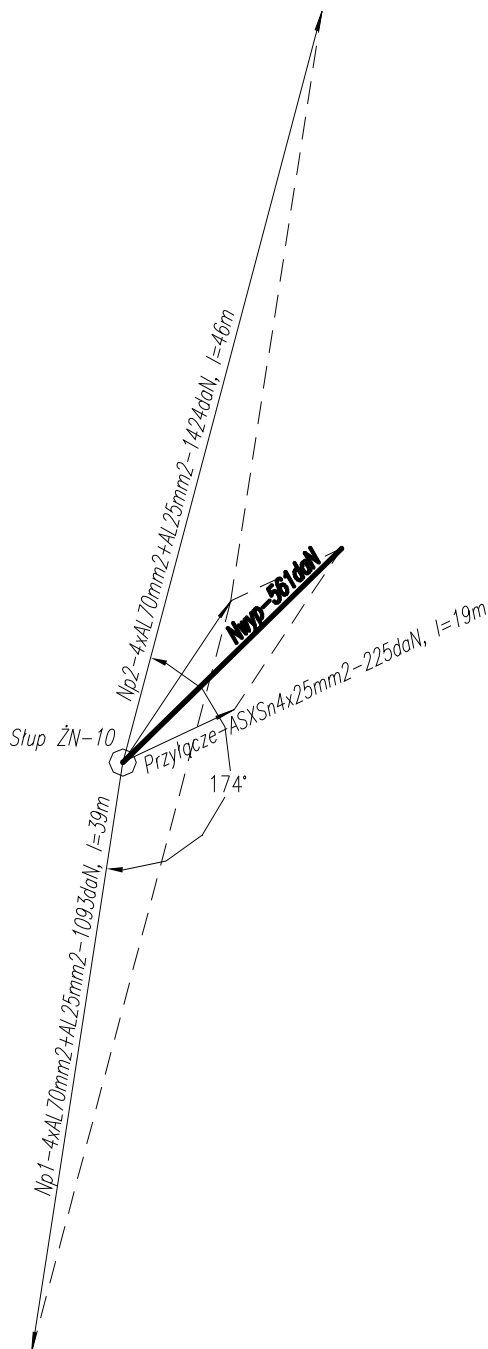 Np2-4xAL70mm2+AL25mm2-1424daN, l=46m
Nwyp-561daN
Przyłącze-ASXSn4x25mm2-225daN, l=19m
Słup ŻN-10
174°
Np1-4xAL70mm2+AL25mm2-1093daN, l=39m